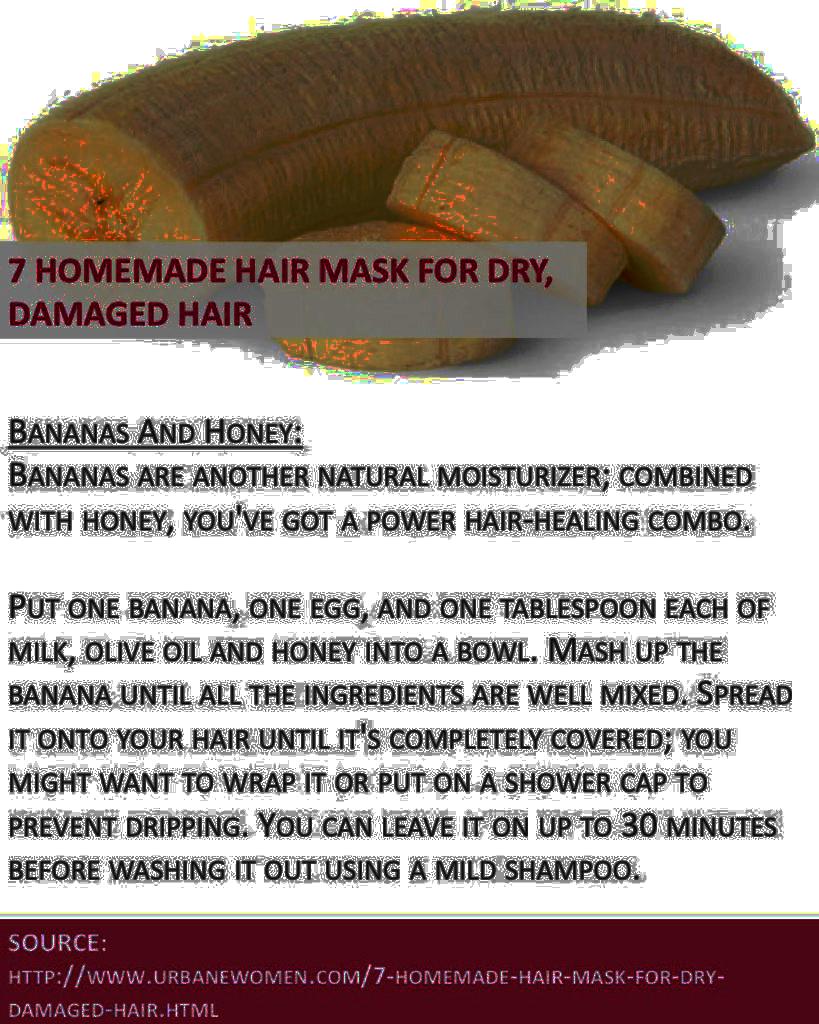 7 HOMEMADE HAIR MASK FOR DRY,
DAMAGED HAIR
BANANAS AND HONEY:
BANANAS ARE ANOTHER NATURAL MOISTURIZER; COMBINED
WITH HONEY, YOU'VE GOT A POWER HAIR-HEALING COMBO.
PUT ONE BANANA, ONE EGG, AND ONE TABLESPOON EACH OF
MILK, OLIVE OIL AND HONEY INTO A BOWL. MASH UP THE
BANANA UNTIL ALL THE INGREDIENTS ARE WELL MIXED. SPREAD
IT ONTO YOUR HAIR UNTIL IT'S COMPLETELY COVERED; YOU
MIGHT WANT TO WRAP IT OR PUT ON A SHOWER CAP TO
PREVENT DRIPPING. YOU CAN LEAVE IT ON UP TO 30 MINUTES
BEFORE WASHING IT OUT USING A MILD SHAMPOO.
SOURCE:
HTTP://WWW.URBANEWOMEN.COM/7-HOMEMADE-HAIR-MASK-FOR-DRY-
DAMAGED-HAIR.HTML